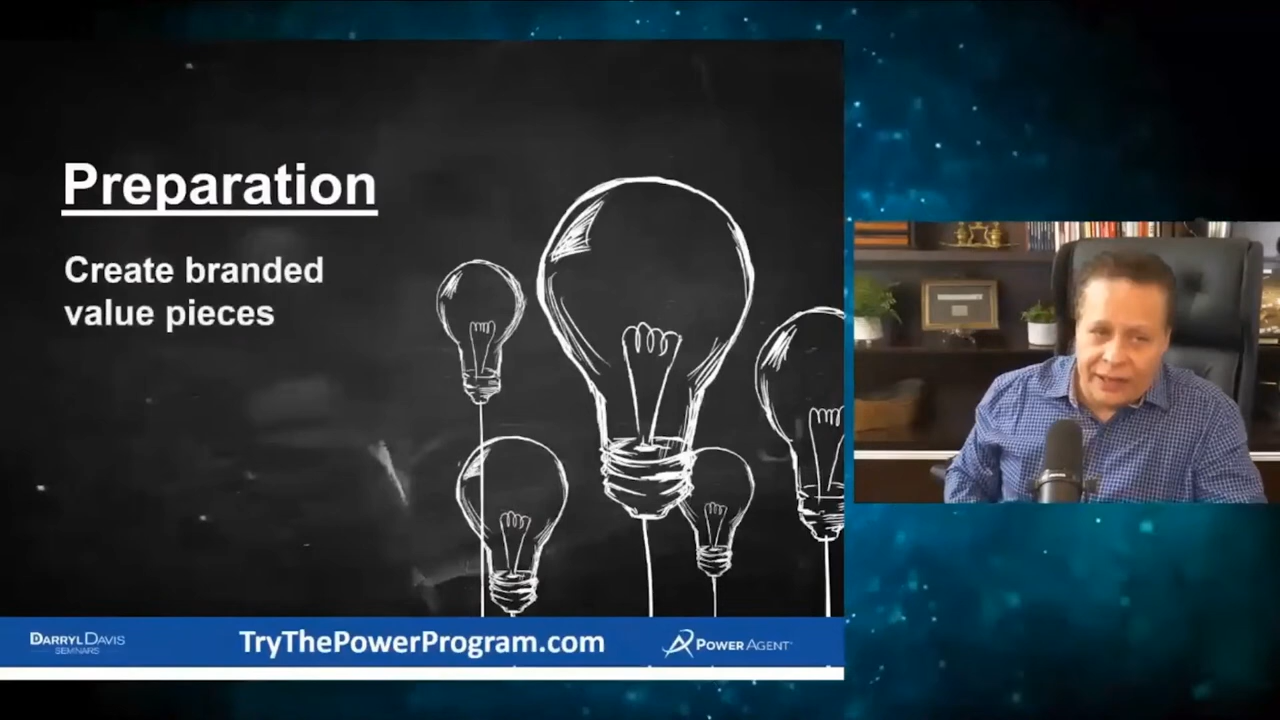 Preparation
Create branded
value pieces
DARRYL DAVIS
SEMINARS
TryThePowerProgram.com
POWER AGENT